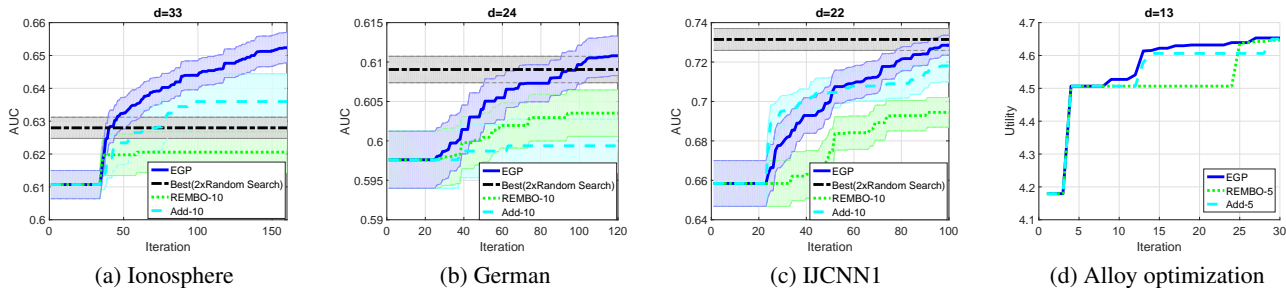 d=33
0.66
0.65
0.64
0.63
0.62
0.61
0.6
AUC
0 50 100 150
Iteration
EGP
Best(2xRandom Search)
REMBO-10
Add-10
(a) Ionosphere
d=24
0.615
0.61
0.605
0.6
0.595
0.59
AUC
0 20 40 60 80 100 120
Iteration
EGP
Best(2xRandom Search)
REMBO-10
Add-10
(b) German
d=22
0.74
0.72
0.7
0.68
0.66
0.64
AUC
0 20 40 60 80 100
Iteration
EGP
Best(2xRandom Search)
REMBO-10
Add-10
(c) IJCNN1
d=13
4.7
4.6
4.5
4.4
4.3
4.2
4.1
Utility
0 5 10 15 20 25 30
Iteration
EGP
REMBO-5
Add-5
(d) Alloy optimization